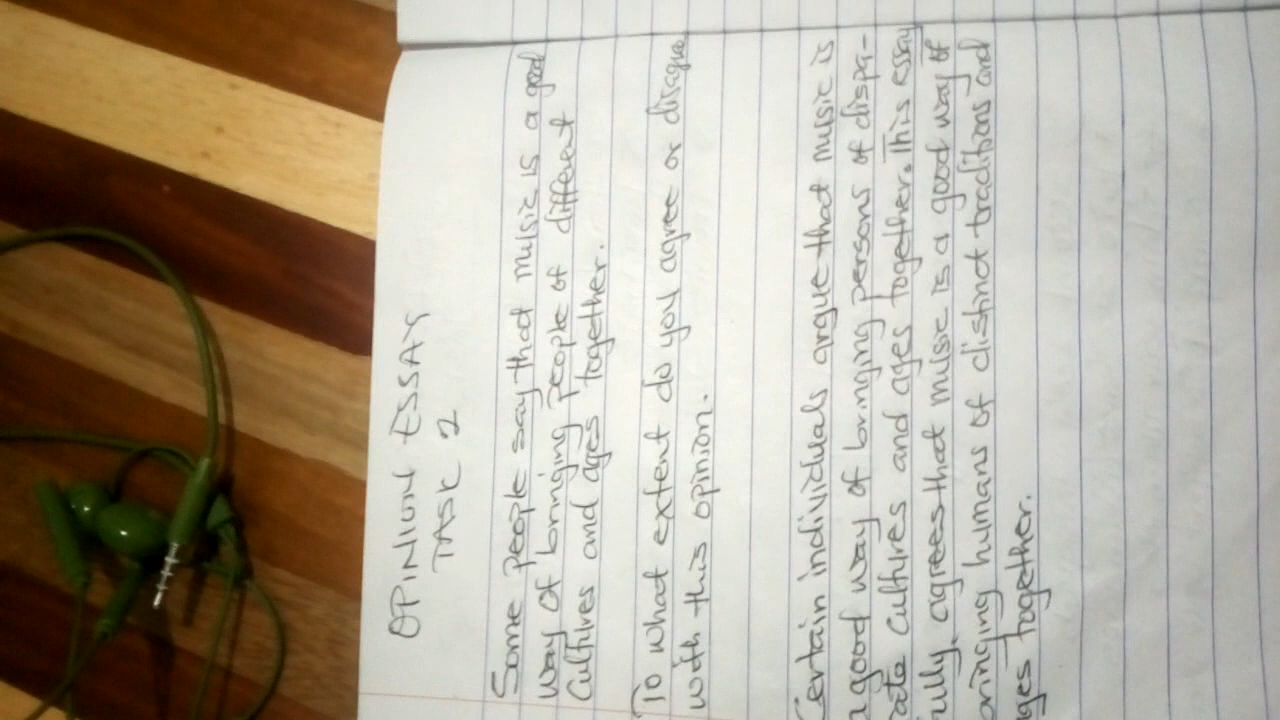 OPINION ESSAY
TASK 2
Some people say that music is a good
way of bringing people of different
cultures and ages together.
To what extent do you agree or disagree
with this opinion.
Certain individuals argue that music is
a good way of bringing persons of dispa-
rate cultures and ages together. This essay
fully agrees that music is a good way of
bringing humans of distinct traditions and
ages together.